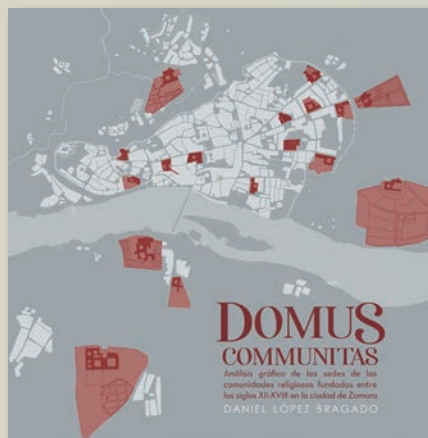 DOMUS
COMMUNITAS
Análisis gráfico de las sedes de las
comunidades religiosas fundadas entre
los siglos XII-XVIII en la ciudad de Zamora
DANIEL LÓPEZ BRAGADO